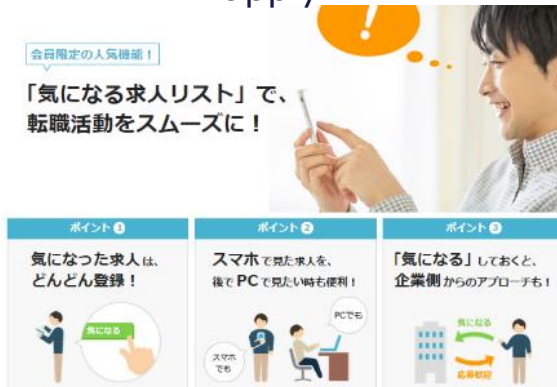 会員限定の人気機能！
「気になる求人リスト」で、
転職活動をスムーズに！
!
ポイント1
気になった求人は、
どんどん登録！
気になる
ポイント2
スマホで見た求人を、
後でPCで見たい時も便利！
PCでも
スマホ
でも
ポイント3
「気になる」しておくと、
企業側からのアプローチも！
気になる
応募歓迎